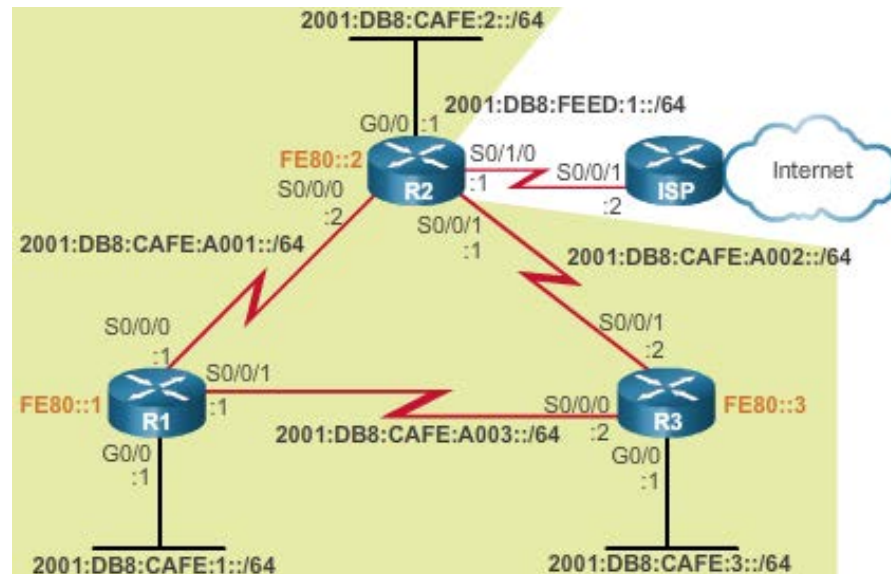 2001:DB8:CAFE:2::/64
2001:DB8:FEED:1::/64
G0/0 :1
FE80::2
R2
S0/1/0
:1
S0/0/1
:2
ISP
Internet
S0/0/0
:2
S0/0/1
:1
2001:DB8:CAFE:A001::/64
2001:DB8:CAFE:A002::/64
S0/0/0
:1
S0/0/1
:2
FE80::1
R1
S0/0/1
:1
S0/0/0
:2
R3
FE80::3
2001:DB8:CAFE:A003::/64
G0/0
:1
G0/0
:1
2001:DB8:CAFE:1::/64
2001:DB8:CAFE:3::/64